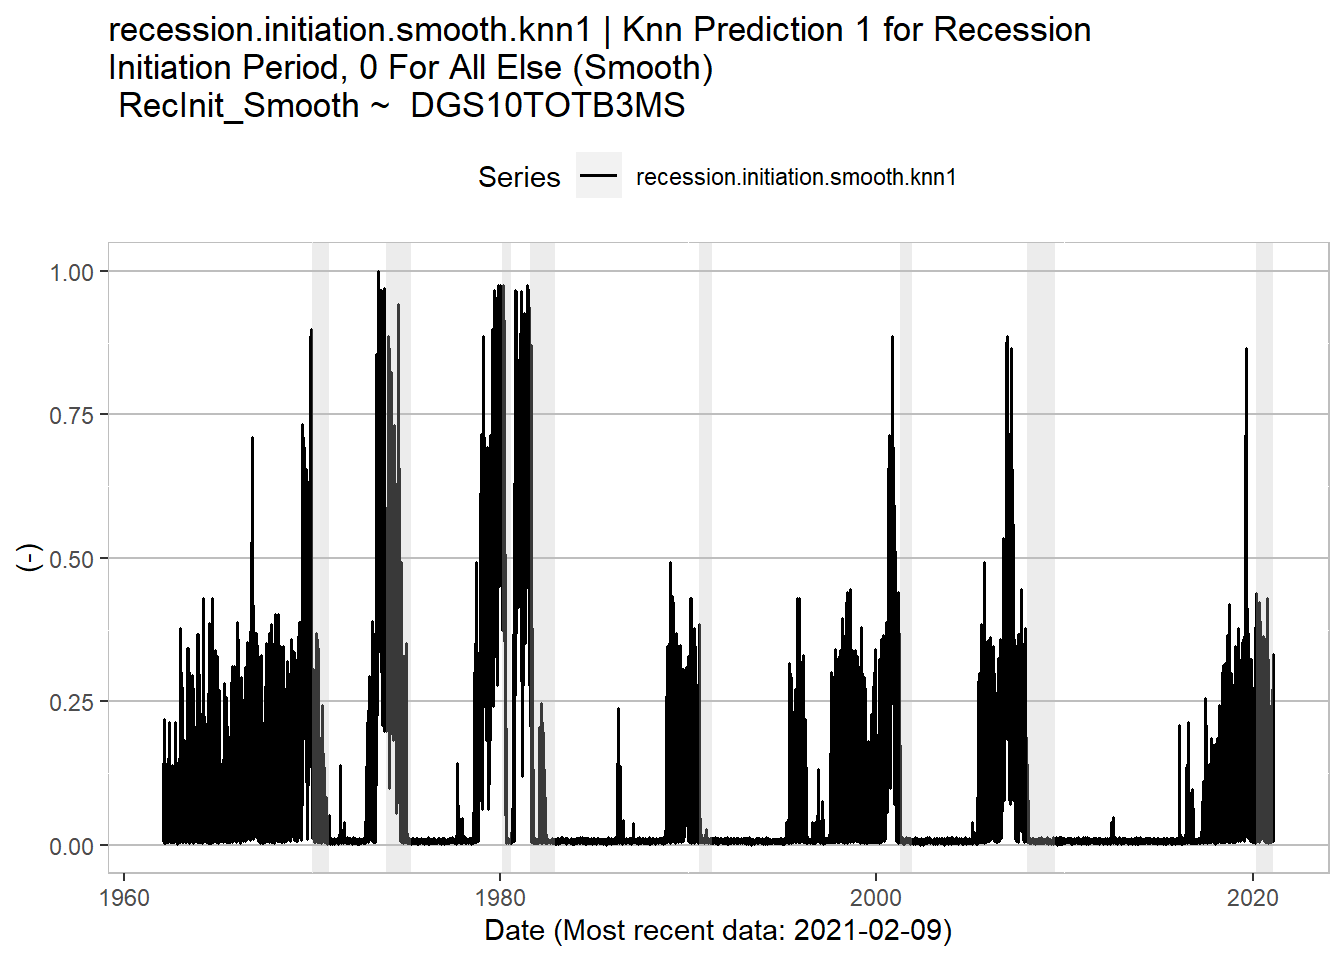 recession.initiation.smooth.knn1 | Knn Prediction 1 for Recession
Initiation Period, 0 For All Else (Smooth)
RecInit_Smooth ~ DGS10TOTB3MS
Series
recession.initiation.smooth.knn1
1.00
0.75
0.50
0.25
0.00
(-)
1960
1980
2000
2020
Date (Most recent data: 2021-02-09)